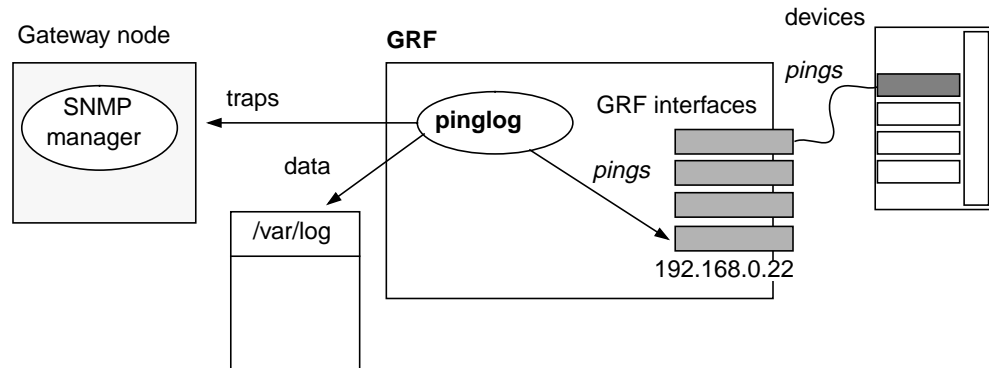 devices
Gateway node
GRF
pings
SNMP
manager
traps
pinglog
GRF interfaces
data
pings
/var/log
192.168.0.22